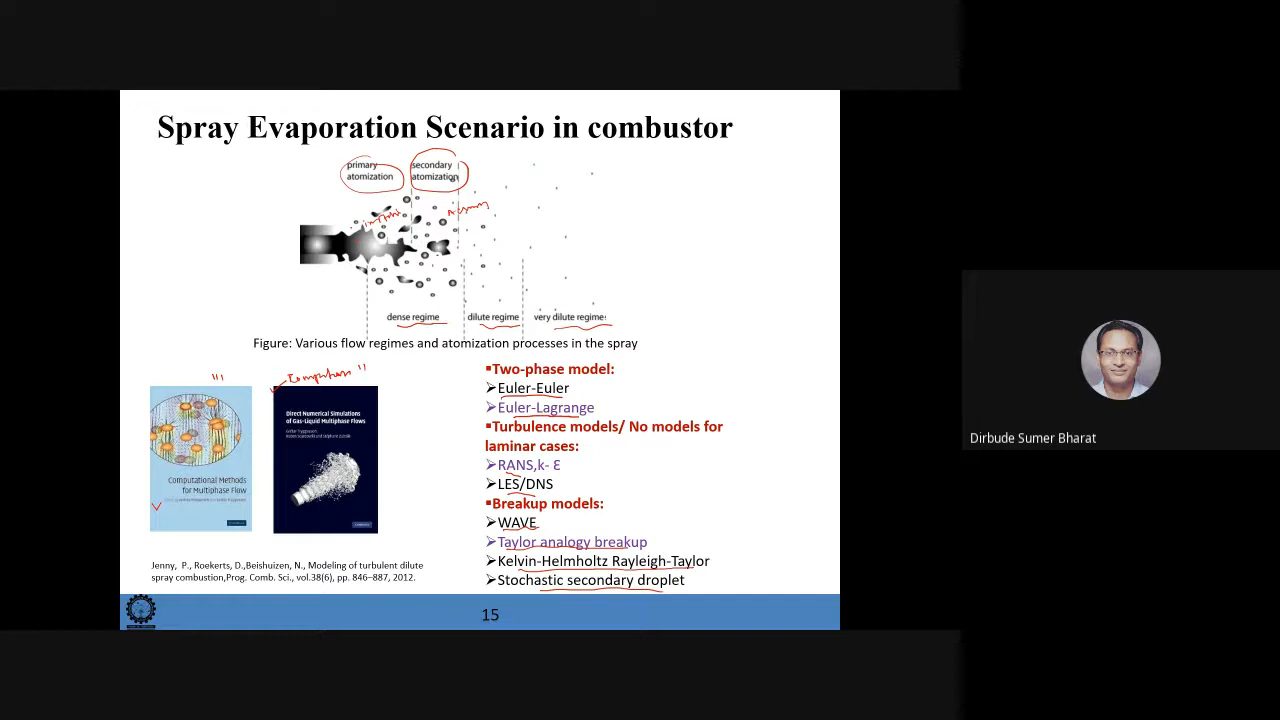 Spray Evaporation Scenario in combustor
primary
atomization
secondary
atomization
dense regime
dilute regime
very dilute regime
Figure: Various flow regimes and atomization processes in the spray
Computational Methods
for Multiphase Flow
Direct Numerical Simulations
of Gas-Liquid Multiphase Flows
▪Two-phase model:
➢Euler-Euler
➢Euler-Lagrange
▪Turbulence models/ No models for
laminar cases:
➢RANS,k- Ɛ
➢LES/DNS
▪Breakup models:
➢WAVE
➢Taylor analogy breakup
➢Kelvin-Helmholtz Rayleigh-Taylor
➢Stochastic secondary droplet
Jenny, P., Roekerts, D.,Beishuizen, N., Modeling of turbulent dilute
spray combustion,Prog. Comb. Sci., vol.38(6), pp. 846–887, 2012.
15
Dirbude Sumer Bharat